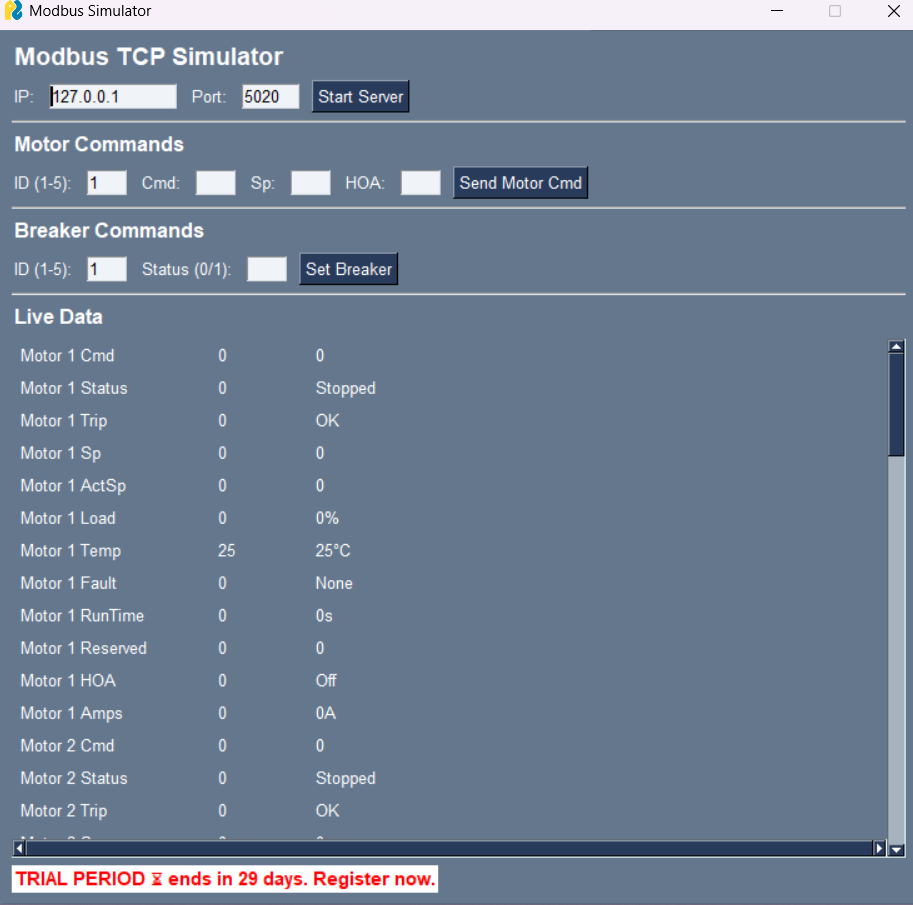 Modbus Simulator
Modbus TCP Simulator
IP: 127.0.0.1 Port: 5020 Start Server
Motor Commands
ID (1-5): 1 Cmd: Sp: HOA: Send Motor Cmd
Breaker Commands
ID (1-5): 1 Status (0/1): Set Breaker
Live Data
Motor 1 Cmd 0 0
Motor 1 Status 0 Stopped
Motor 1 Trip 0 OK
Motor 1 Sp 0 0
Motor 1 ActSp 0 0
Motor 1 Load 0 0%
Motor 1 Temp 25 25°C
Motor 1 Fault 0 None
Motor 1 RunTime 0 0s
Motor 1 Reserved 0 0
Motor 1 HOA 0 Off
Motor 1 Amps 0 0A
Motor 2 Cmd 0 0
Motor 2 Status 0 Stopped
Motor 2 Trip 0 OK
TRIAL PERIOD ⏳ ends in 29 days. Register now.